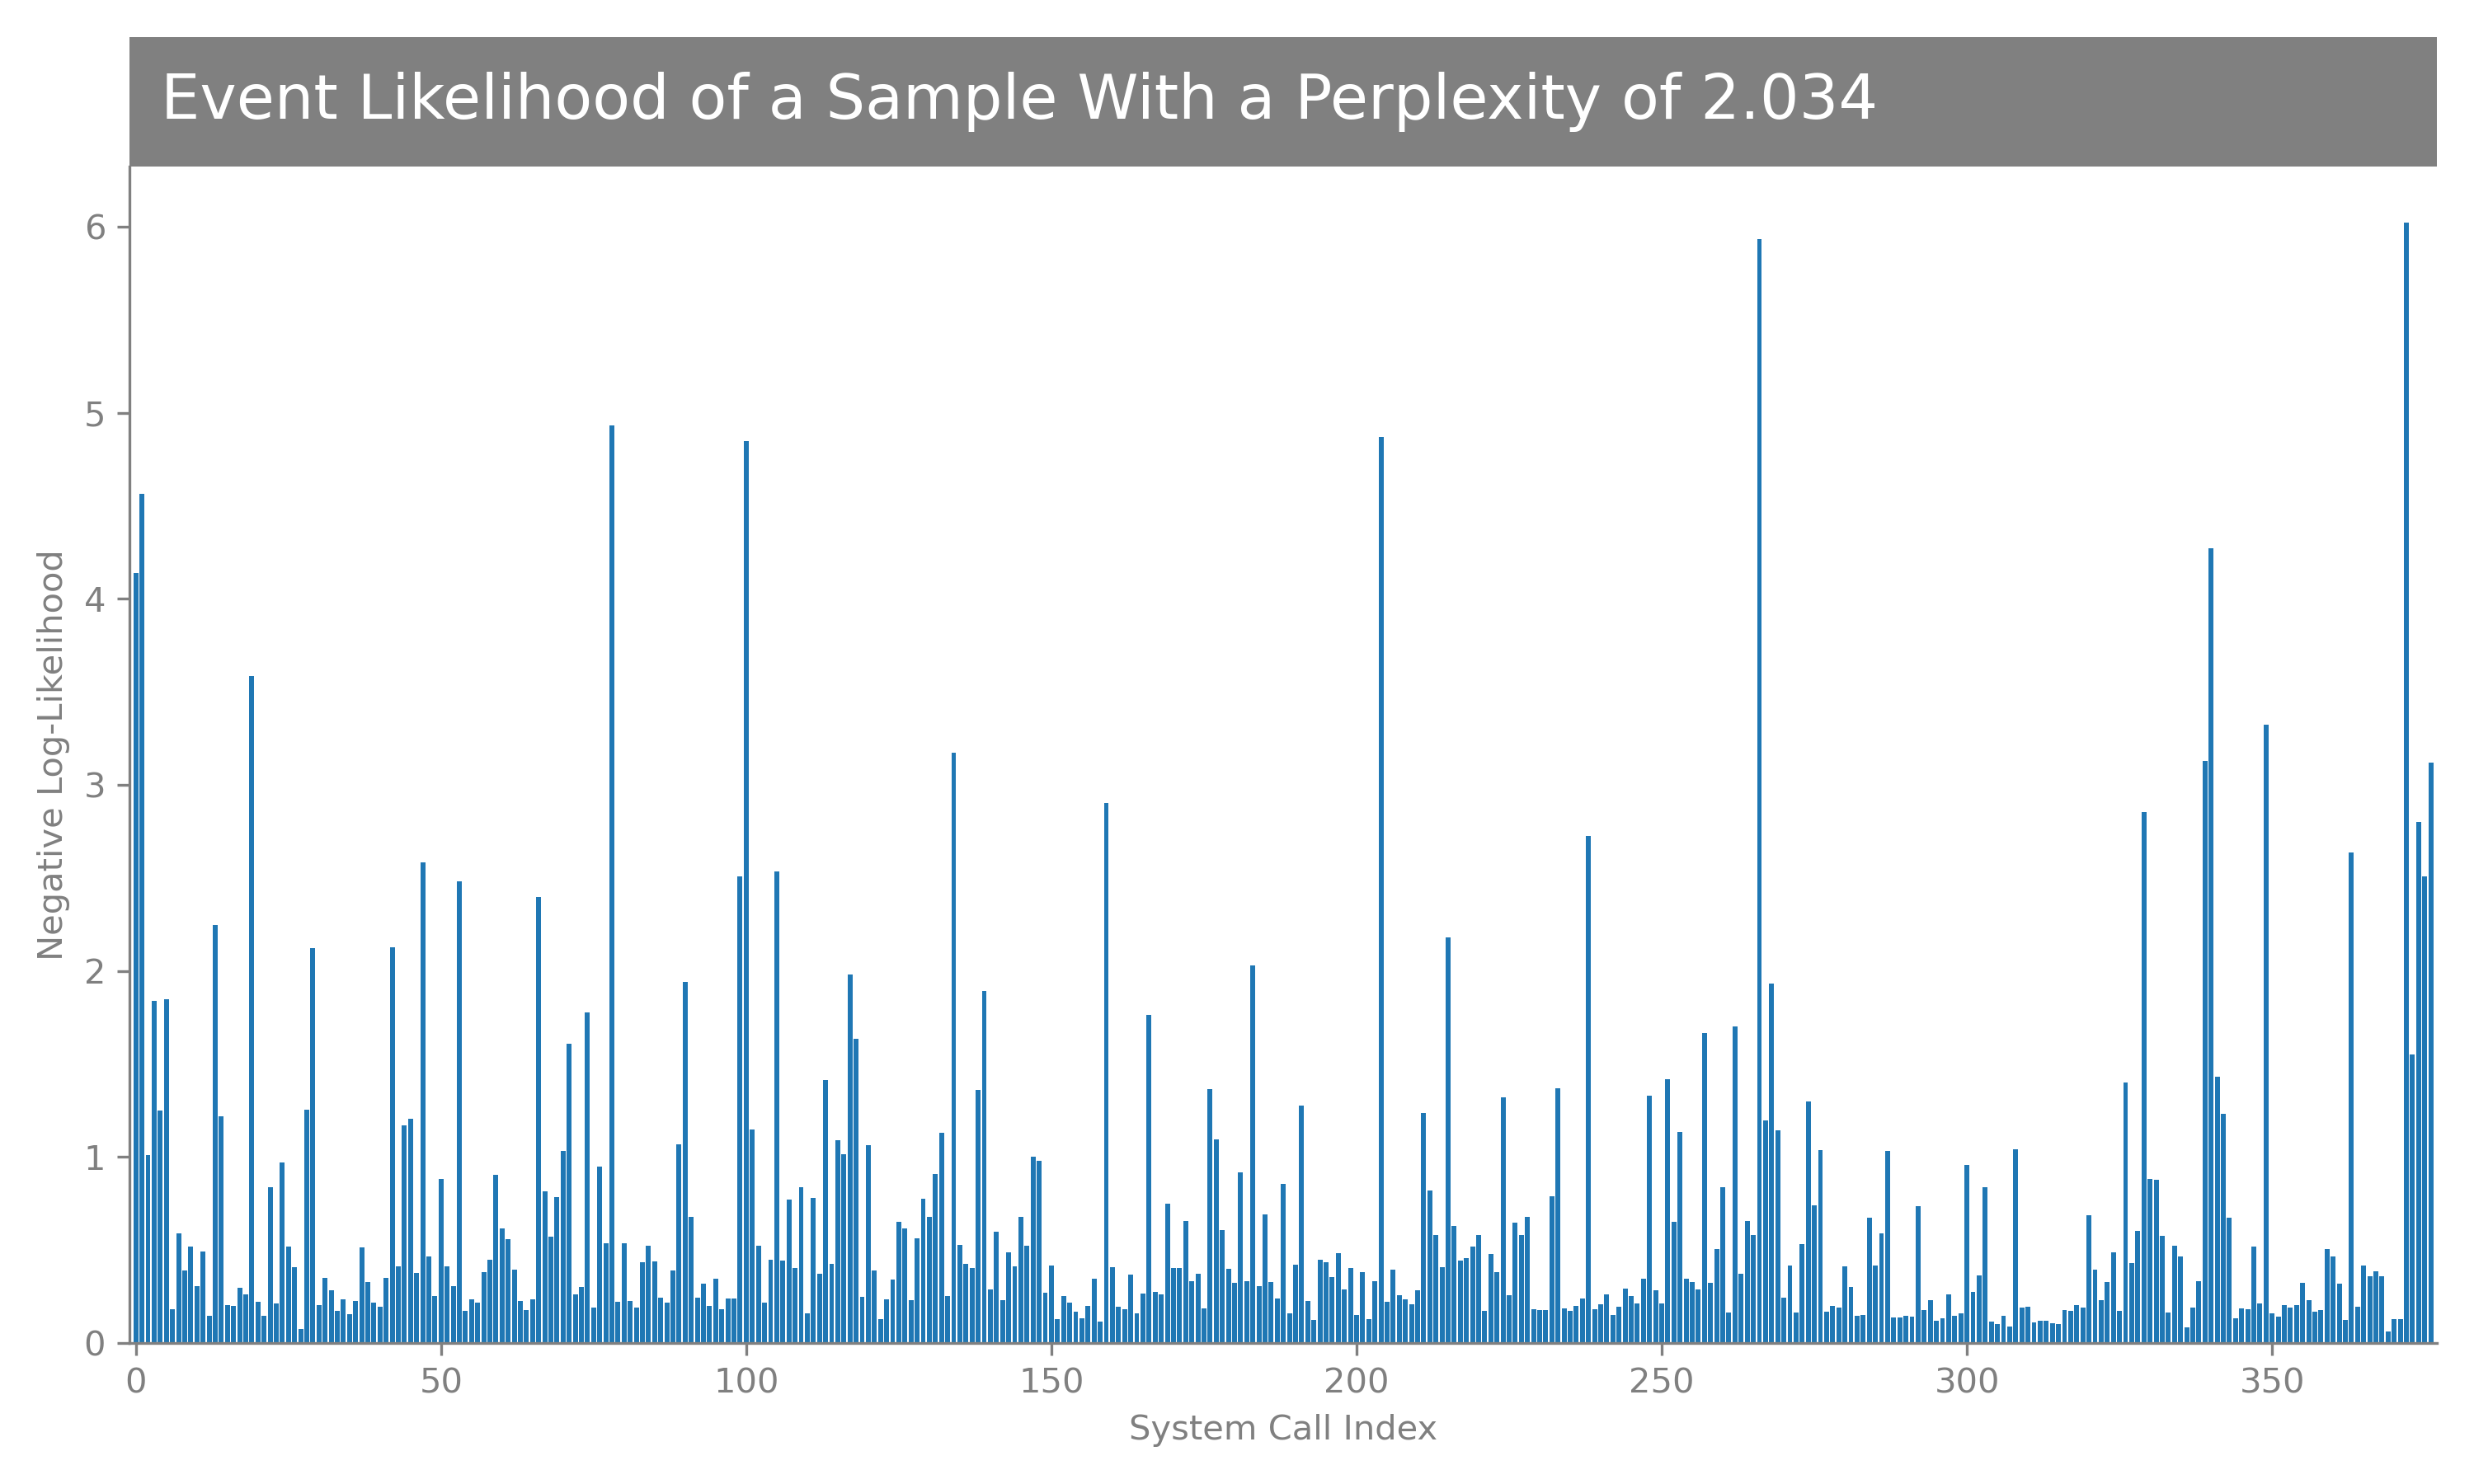 Event Likelihood of a Sample With a Perplexity of 2.034
6
5
4
3
2
1
0
Negative Log-Likelihood
0 50 100 150 200 250 300 350
System Call Index